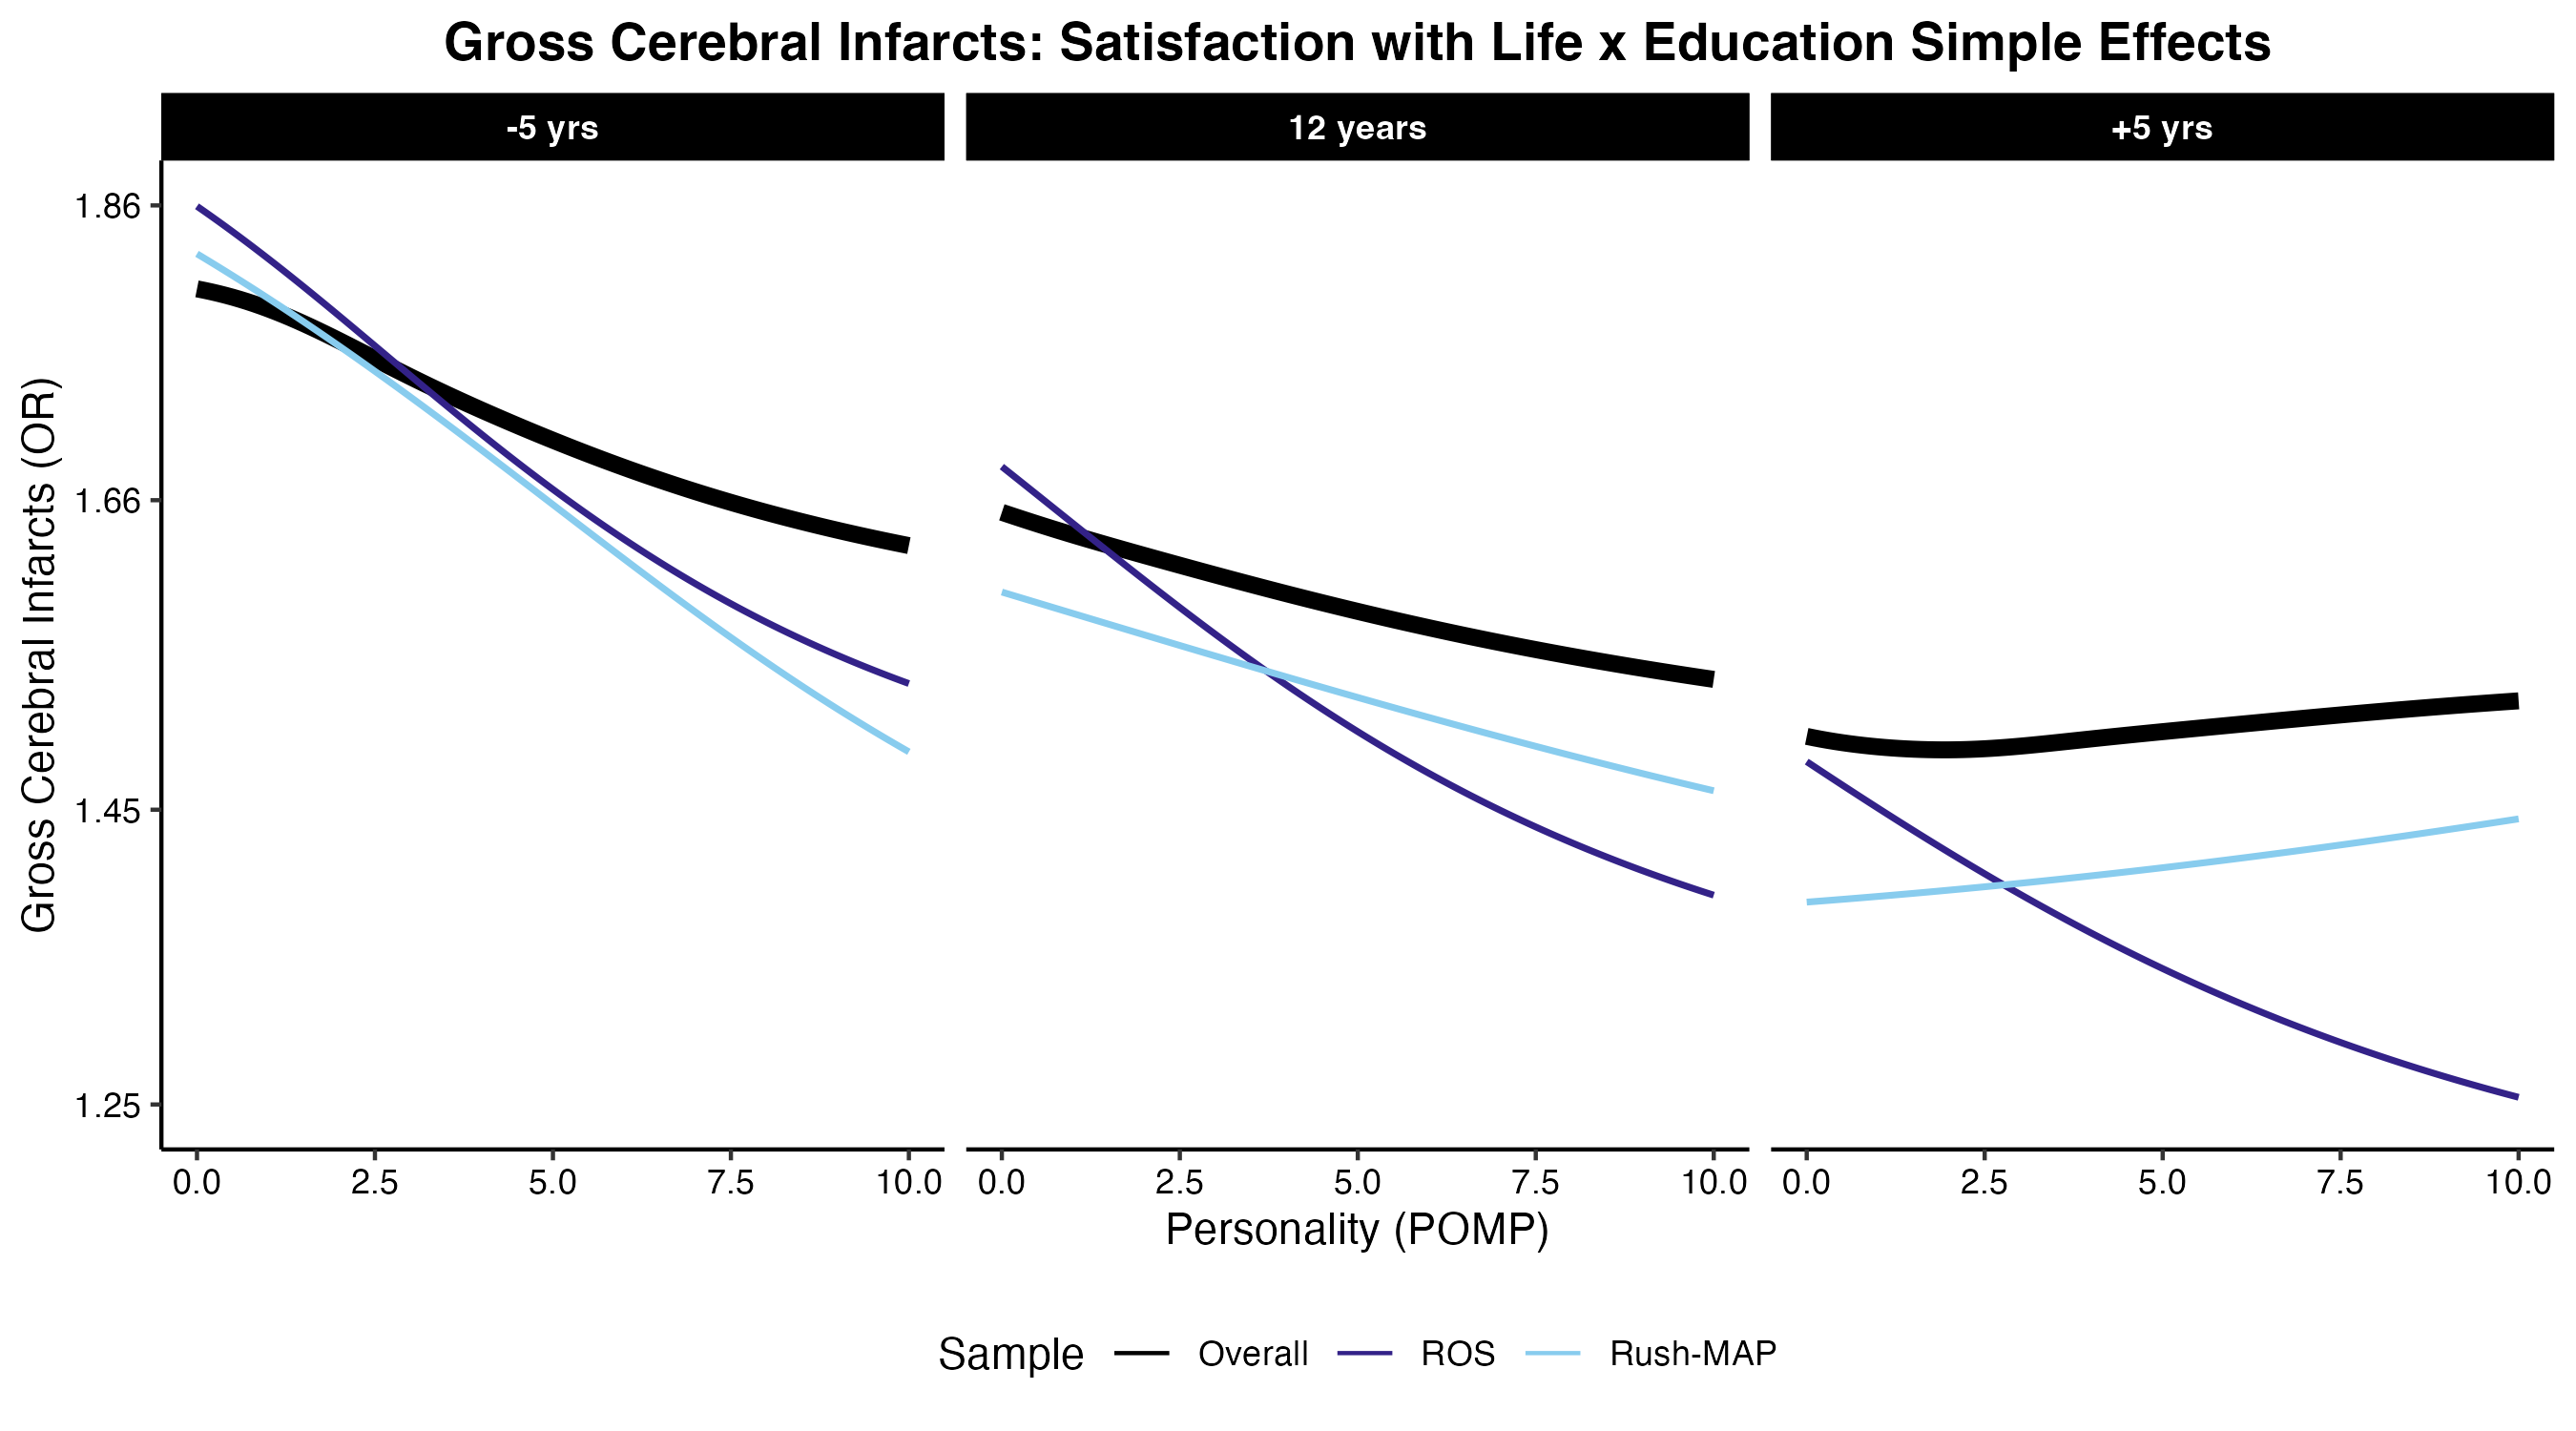 Gross Cerebral Infarcts: Satisfaction with Life x Education Simple Effects
-5 yrs
12 years
+5 yrs
Gross Cerebral Infarcts (OR)
1.86
1.66
1.45
1.25
0.0 2.5 5.0 7.5 10.0
0.0 2.5 5.0 7.5 10.0
0.0 2.5 5.0 7.5 10.0
Personality (POMP)
Sample Overall ROS Rush-MAP